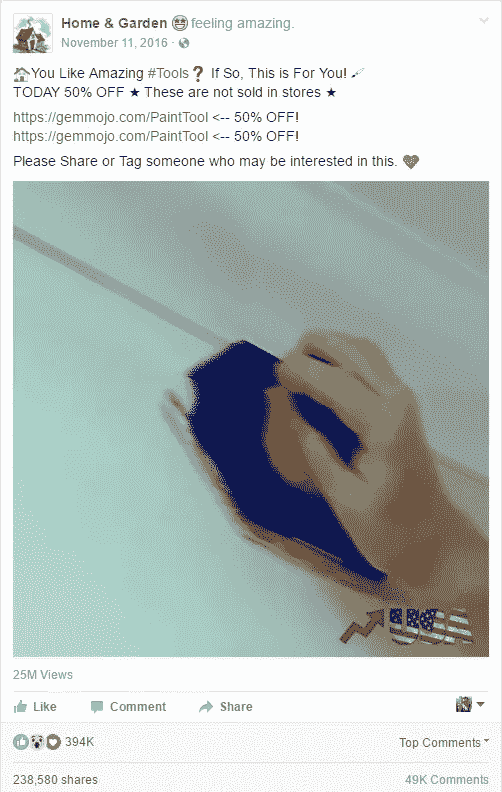 Home & Garden 😆 feeling amazing.
November 11, 2016 ·
🏠You Like Amazing #Tools❓ If So, This is For You! 🖌
TODAY 50% OFF ★ These are not sold in stores ★
https://gemmojo.com/PaintTool <-- 50% OFF!
https://gemmojo.com/PaintTool <-- 50% OFF!
Please Share or Tag someone who may be interested in this. 💖
USA
25M Views
Like Comment Share
394K Top Comments
238,580 shares 49K Comments